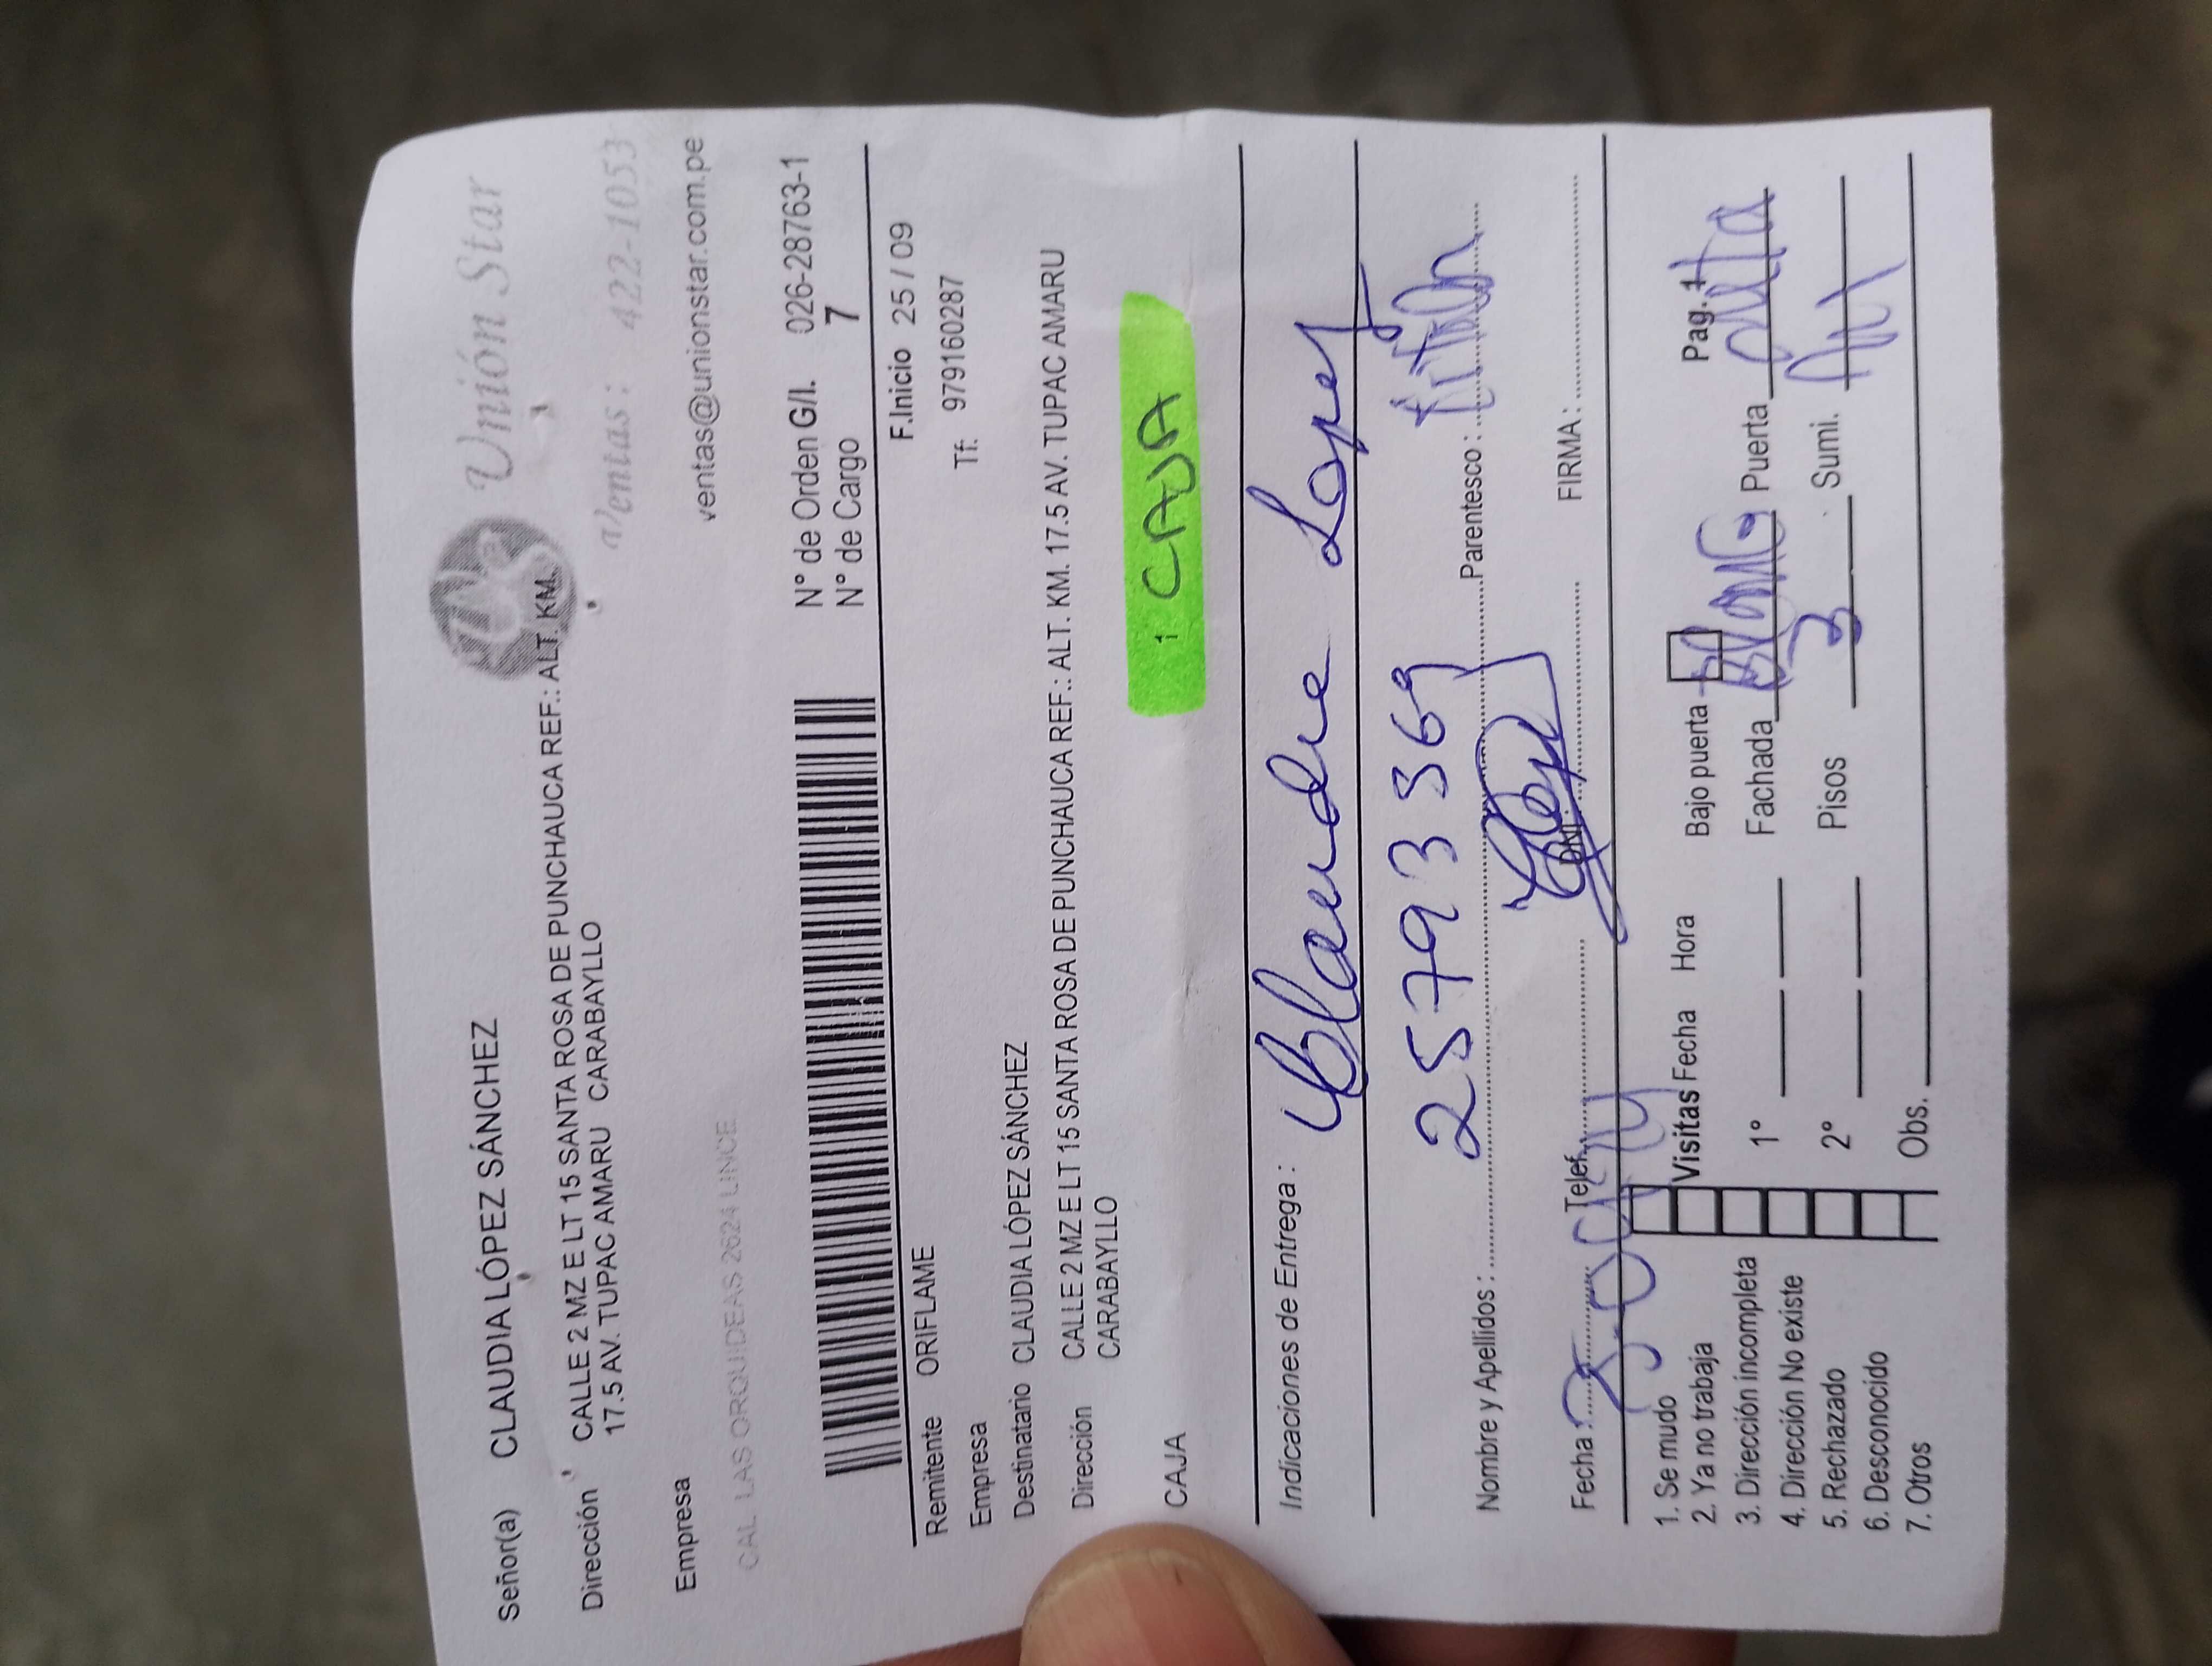 Señor(a) CLAUDIA LÓPEZ SÁNCHEZ
Unión Star
Dirección CALLE 2 MZ E LT 15 SANTA ROSA DE PUNCHAUCA REF.: ALT. KM.
17.5 AV. TUPAC AMARU CARABAYLLO
Ventas: 422-1053
Empresa
ventas@unionstar.com.pe
CAL LAS ORQUIDEAS 2624 LINCE
N° de Orden G/I. 026-28763-1
N° de Cargo 7
Remitente ORIFLAME F.Inicio 25 / 09
Empresa Tf. 979160287
Destinatario CLAUDIA LÓPEZ SÁNCHEZ
Dirección CALLE 2 MZ E LT 15 SANTA ROSA DE PUNCHAUCA REF.: ALT. KM. 17.5 AV. TUPAC AMARU
CARABAYLLO
CAJA 1 CAJA
Indicaciones de Entrega:
25793369
Nombre y Apellidos: Parentesco:
Fecha: Telef. DNI: FIRMA:
1. Se mudo Visitas Fecha Hora Bajo puerta Pag. 1
2. Ya no trabaja
3. Dirección incompleta 1° Fachada Puerta
4. Dirección No existe
5. Rechazado 2° Pisos 3 Sumi.
6. Desconocido
7. Otros Obs.